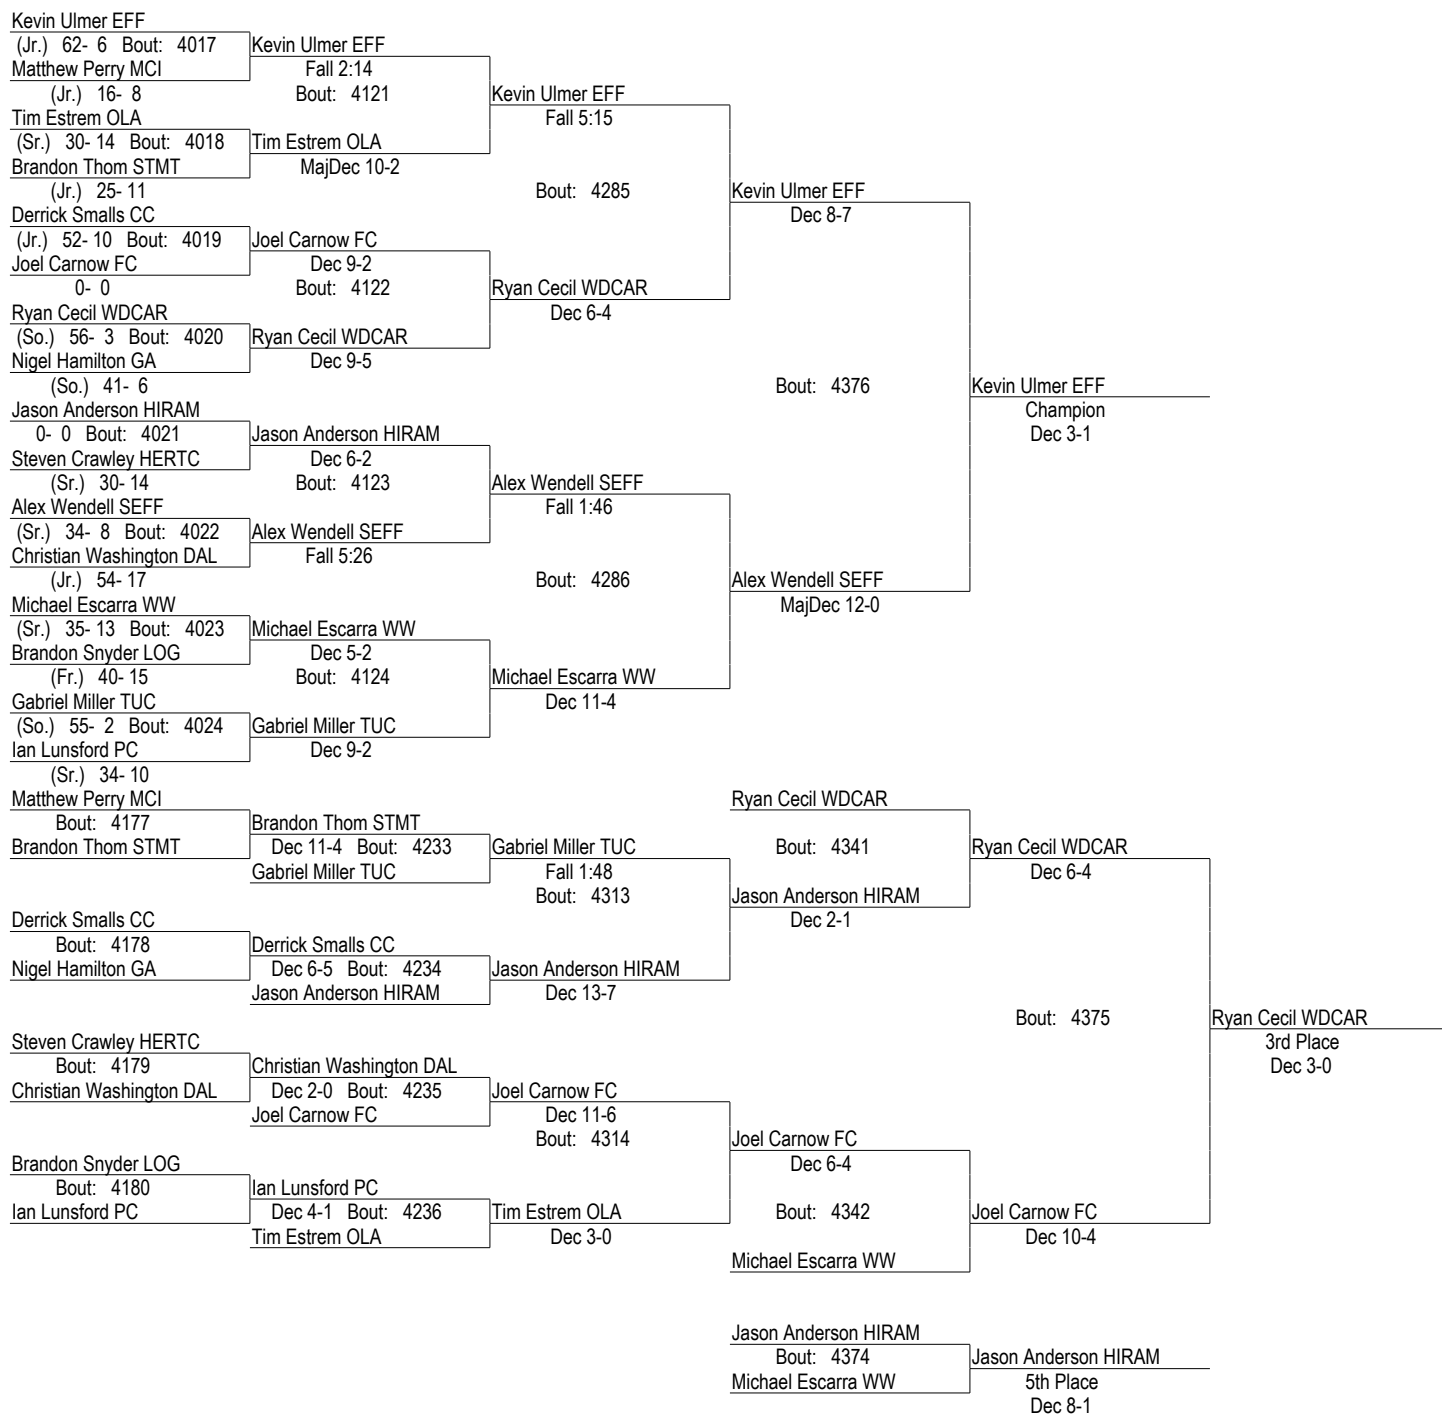 Kevin Ulmer EFF
(Jr.) 62- 6 Bout: 4017
Kevin Ulmer EFF
Matthew Perry MCI
Fall 2:14
(Jr.) 16- 8
Bout: 4121
Kevin Ulmer EFF
Tim Estrem OLA
Fall 5:15
(Sr.) 30- 14 Bout: 4018
Tim Estrem OLA
Brandon Thom STMT
MajDec 10-2
(Jr.) 25- 11
Bout: 4285
Kevin Ulmer EFF
Derrick Smalls CC
Dec 8-7
(Jr.) 52- 10 Bout: 4019
Joel Carnow FC
Joel Carnow FC
Dec 9-2
0- 0
Bout: 4122
Ryan Cecil WDCAR
Ryan Cecil WDCAR
Dec 6-4
(So.) 56- 3 Bout: 4020
Ryan Cecil WDCAR
Nigel Hamilton GA
Dec 9-5
(So.) 41- 6
Bout: 4376
Kevin Ulmer EFF
Jason Anderson HIRAM
Champion
0- 0 Bout: 4021
Jason Anderson HIRAM
Dec 3-1
Steven Crawley HERTC
Dec 6-2
(Sr.) 30- 14
Bout: 4123
Alex Wendell SEFF
Alex Wendell SEFF
Fall 1:46
(Sr.) 34- 8 Bout: 4022
Alex Wendell SEFF
Christian Washington DAL
Fall 5:26
(Jr.) 54- 17
Bout: 4286
Alex Wendell SEFF
Michael Escarra WW
MajDec 12-0
(Sr.) 35- 13 Bout: 4023
Michael Escarra WW
Brandon Snyder LOG
Dec 5-2
(Fr.) 40- 15
Bout: 4124
Michael Escarra WW
Gabriel Miller TUC
Dec 11-4
(So.) 55- 2 Bout: 4024
Gabriel Miller TUC
Ian Lunsford PC
Dec 9-2
(Sr.) 34- 10
Matthew Perry MCI
Ryan Cecil WDCAR
Bout: 4177
Brandon Thom STMT
Brandon Thom STMT
Dec 11-4 Bout: 4233
Gabriel Miller TUC
Bout: 4341
Ryan Cecil WDCAR
Gabriel Miller TUC
Fall 1:48
Dec 6-4
Bout: 4313
Jason Anderson HIRAM
Derrick Smalls CC
Dec 2-1
Bout: 4178
Derrick Smalls CC
Nigel Hamilton GA
Dec 6-5 Bout: 4234
Jason Anderson HIRAM
Jason Anderson HIRAM
Dec 13-7
Bout: 4375
Ryan Cecil WDCAR
Steven Crawley HERTC
3rd Place
Bout: 4179
Christian Washington DAL
Dec 3-0
Christian Washington DAL
Dec 2-0 Bout: 4235
Joel Carnow FC
Joel Carnow FC
Dec 11-6
Bout: 4314
Joel Carnow FC
Brandon Snyder LOG
Dec 6-4
Bout: 4180
Ian Lunsford PC
Ian Lunsford PC
Dec 4-1 Bout: 4236
Tim Estrem OLA
Bout: 4342
Joel Carnow FC
Tim Estrem OLA
Dec 3-0
Dec 10-4
Michael Escarra WW
Jason Anderson HIRAM
Bout: 4374
Jason Anderson HIRAM
Michael Escarra WW
5th Place
Dec 8-1